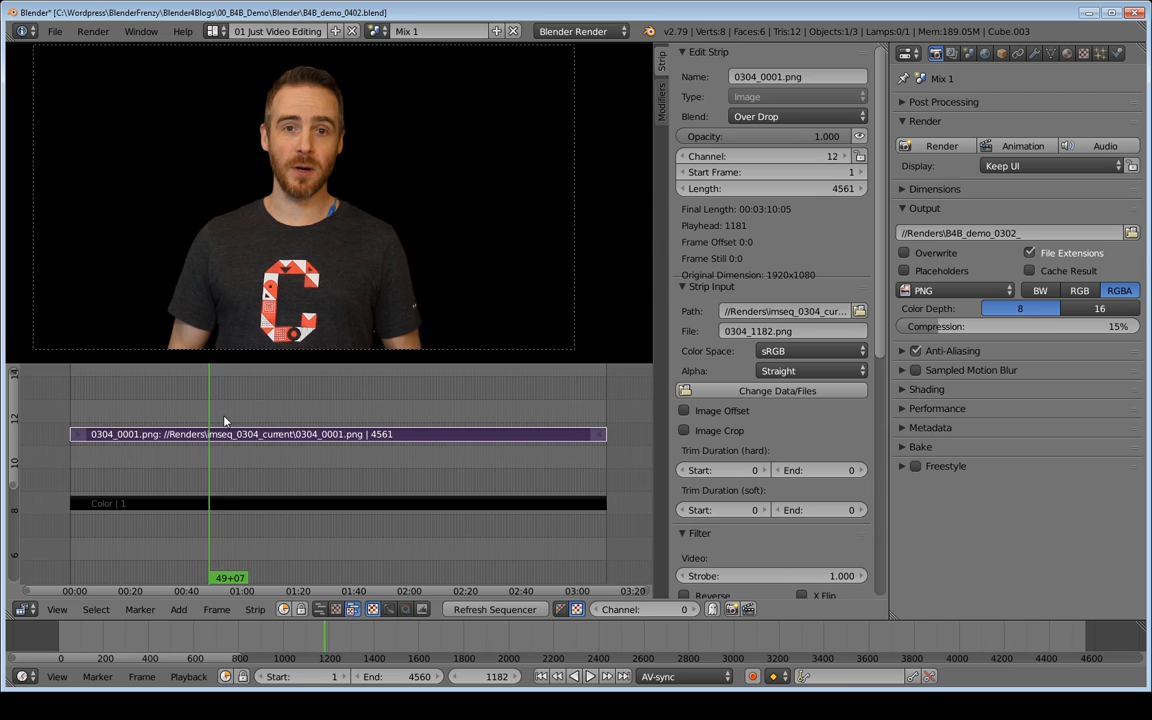 Blender* [C:\Wordpress\BlenderFrenzy\Blender4Blogs\00_B4B_Demo\Blender\B4B_demo_0402.blend]
File Render Window Help 01 Just Video Editing Mix 1 Blender Render v2.79 | Verts:8 | Faces:6 | Tris:12 | Objects:1/3 | Lamps:0/1 | Mem:189.05M | Cube.003
Strip
Modifiers
Edit Strip
Name: 0304_0001.png
Type: Image
Blend: Over Drop
Opacity: 1.000
Channel: 12
Start Frame: 1
Length: 4561
Final Length: 00:03:10:05
Playhead: 1181
Frame Offset 0:0
Frame Still 0:0
Original Dimension: 1920x1080
Strip Input
Path: //Renders\imseq_0304_cur...
File: 0304_1182.png
Color Space: sRGB
Alpha: Straight
Change Data/Files
Image Offset
Image Crop
Trim Duration (hard):
Start: 0 End: 0
Trim Duration (soft):
Start: 0 End: 0
Filter
Video:
Strobe: 1.000
Reverse X Flip
Mix 1
Post Processing
Render
Render Animation Audio
Display: Keep UI
Dimensions
Output
//Renders\B4B_demo_0302_
Overwrite File Extensions
Placeholders Cache Result
PNG BW RGB RGBA
Color Depth: 8 16
Compression: 15%
Anti-Aliasing
Sampled Motion Blur
Shading
Performance
Metadata
Bake
Freestyle
C
14
12
0304_0001.png: //Renders\imseq_0304_current\0304_0001.png | 4561
10
Color | 1
8
6
49+07
00:00 00:20 00:40 01:00 01:20 01:40 02:00 02:20 02:40 03:00 03:20
View Select Marker Add Frame Strip Refresh Sequencer Channel: 0
0 200 400 600 800 1000 1200 1400 1600 1800 2000 2200 2400 2600 2800 3000 3200 3400 3600 3800 4000 4200 4400 4600
View Marker Frame Playback Start: 1 End: 4560 1182 AV-sync